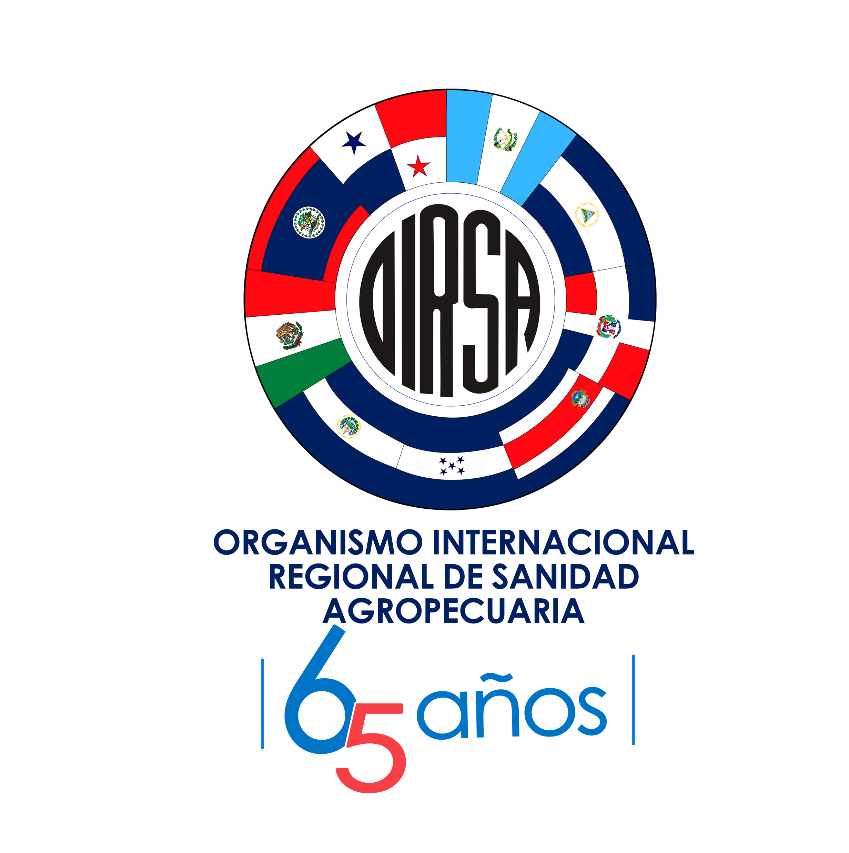 OIRSA
ORGANISMO INTERNACIONAL
REGIONAL DE SANIDAD
AGROPECUARIA
65 años